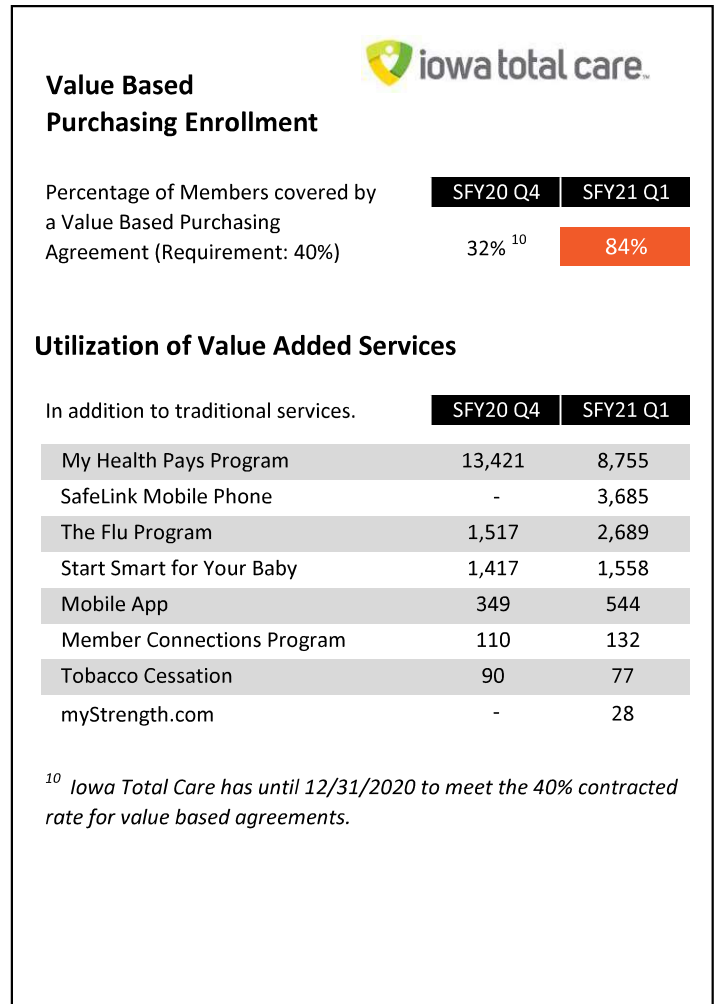 iowa total care™
Value Based
Purchasing Enrollment
Percentage of Members covered by
a Value Based Purchasing
Agreement (Requirement: 40%)
SFY20 Q4 SFY21 Q1
32% 10 84%
Utilization of Value Added Services
In addition to traditional services. SFY20 Q4 SFY21 Q1
My Health Pays Program 13,421 8,755
SafeLink Mobile Phone - 3,685
The Flu Program 1,517 2,689
Start Smart for Your Baby 1,417 1,558
Mobile App 349 544
Member Connections Program 110 132
Tobacco Cessation 90 77
myStrength.com - 28
10 Iowa Total Care has until 12/31/2020 to meet the 40% contracted
rate for value based agreements.